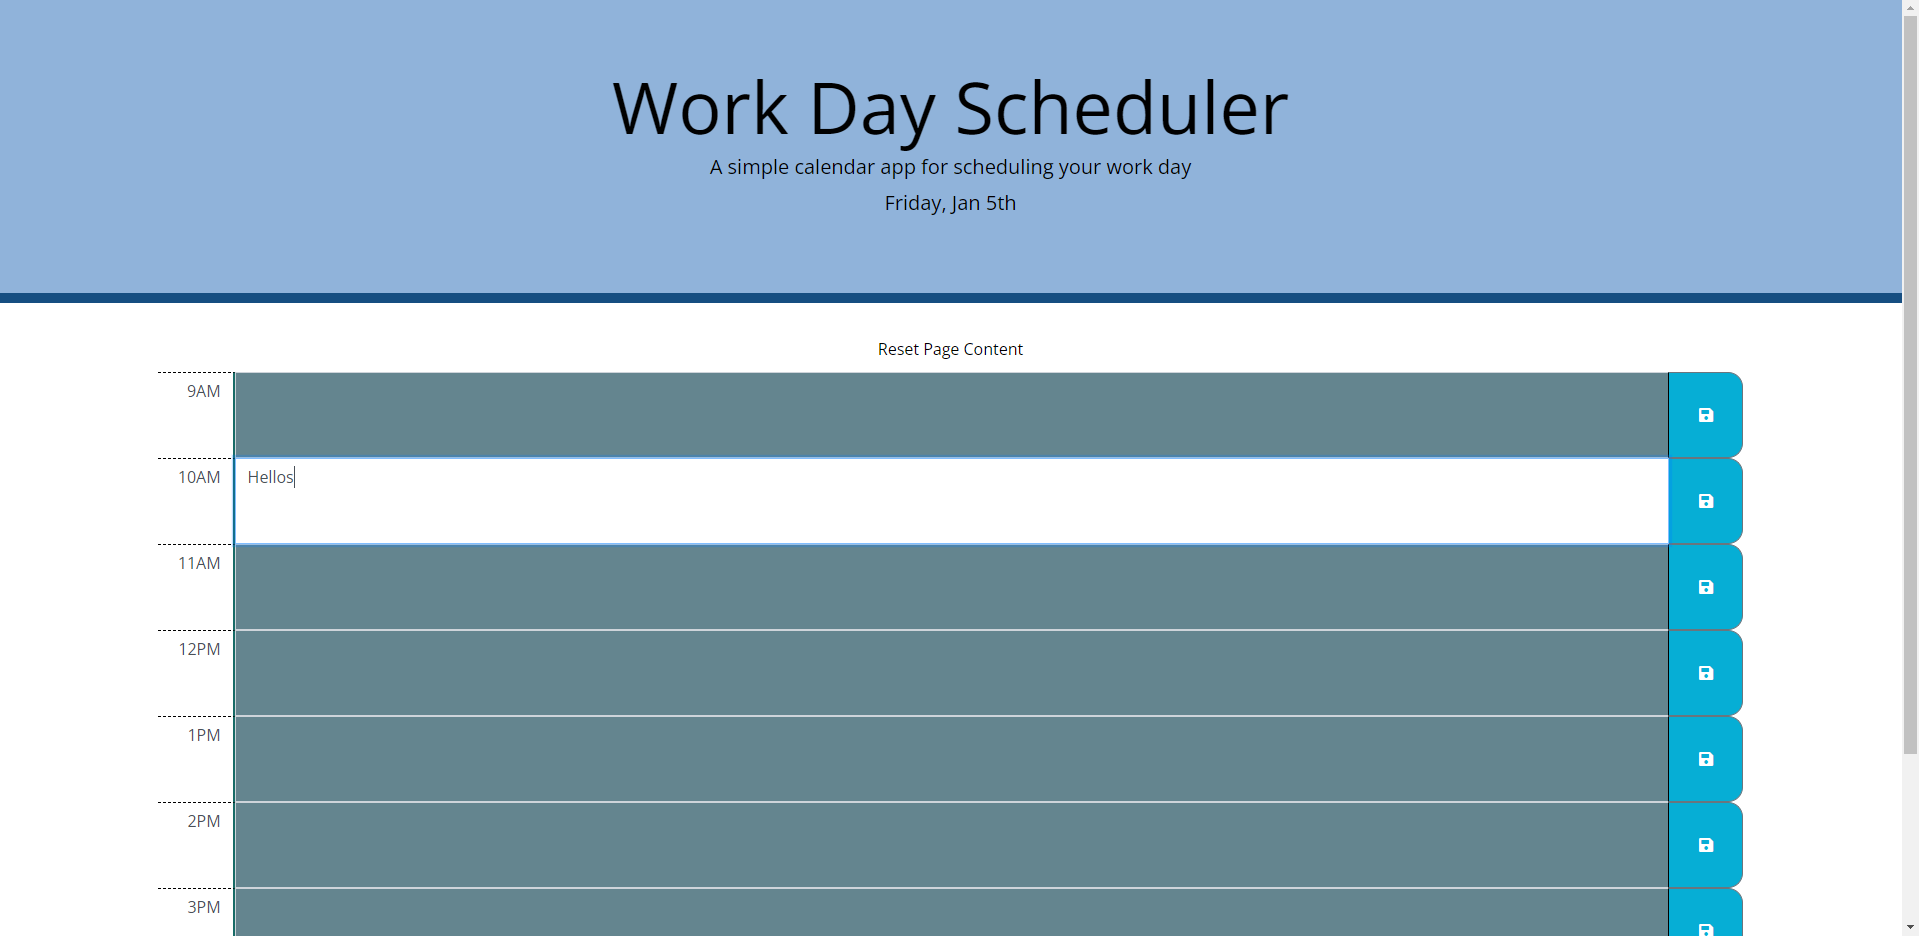 Work Day Scheduler
A simple calendar app for scheduling your work day
Friday, Jan 5th
Reset Page Content
9AM
10AM
Hellos
11AM
12PM
1PM
2PM
3PM